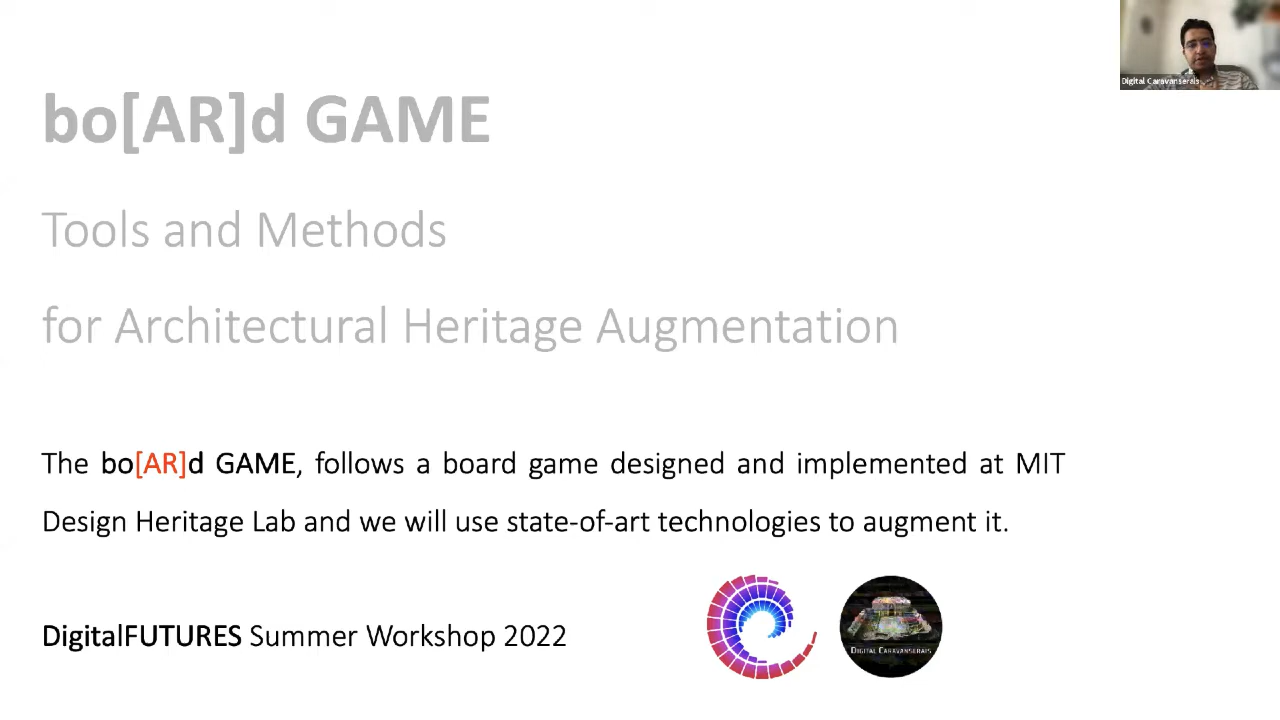 Digital Caravanserais
bo[AR]d GAME
Tools and Methods
for Architectural Heritage Augmentation
The bo[AR]d GAME, follows a board game designed and implemented at MIT
Design Heritage Lab and we will use state-of-art technologies to augment it.
DigitalFUTURES Summer Workshop 2022
DIGITAL CARAVANSERAIS